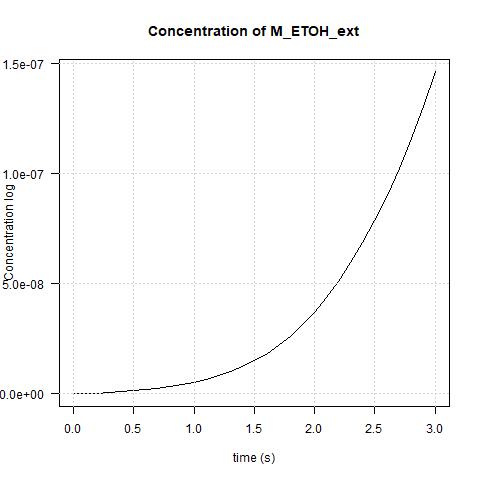 Concentration of M_ETOH_ext
1.5e-07
1.0e-07
5.0e-08
0.0e+00
Concentration log
0.0 0.5 1.0 1.5 2.0 2.5 3.0
time (s)